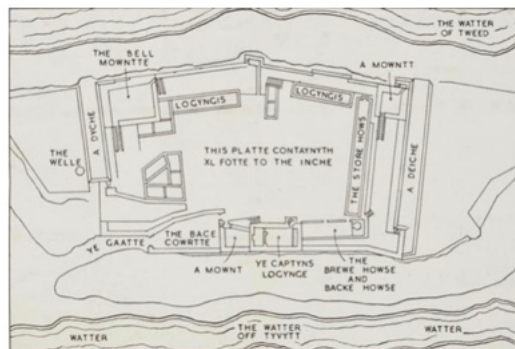 THE WATTER
OF TWEED
THE BELL
MOWNTTE
A MOWNTT
LOGYNGIS
LOGYNGIS
A DYCHE
THE
WELLE
THIS PLATTE CONTAYNYTH
XL FOTTE TO THE INCHE
THE STORE HOWS
A DEICHE
YE GAATTE
THE BACE
COWRTTE
A MOWNT
YE CAPTYNS
LOGYNGE
THE
BREWE HOWSE
AND
BACKE HOWSE
WATTER
THE WATTER
OFF TYVYTT
WATTER